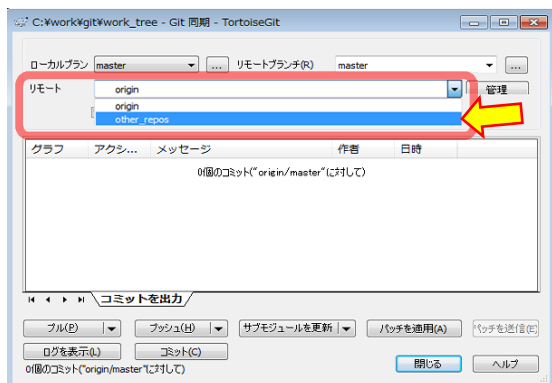 C:¥work¥git¥work_tree - Git 同期 - TortoiseGit
ローカルブラン master ... リモートブランチ(R) master ...
リモート origin 管理
origin
other_repos
グラフ アクシ... メッセージ 作者 日時
0個のコミット("origin/master"に対して)
コミットを出力
プル(P) プッシュ(H) サブモジュールを更新 パッチを適用(A) パッチを送信(E)
ログを表示(L) コミット(C) 閉じる ヘルプ
0個のコミット("origin/master"に対して)